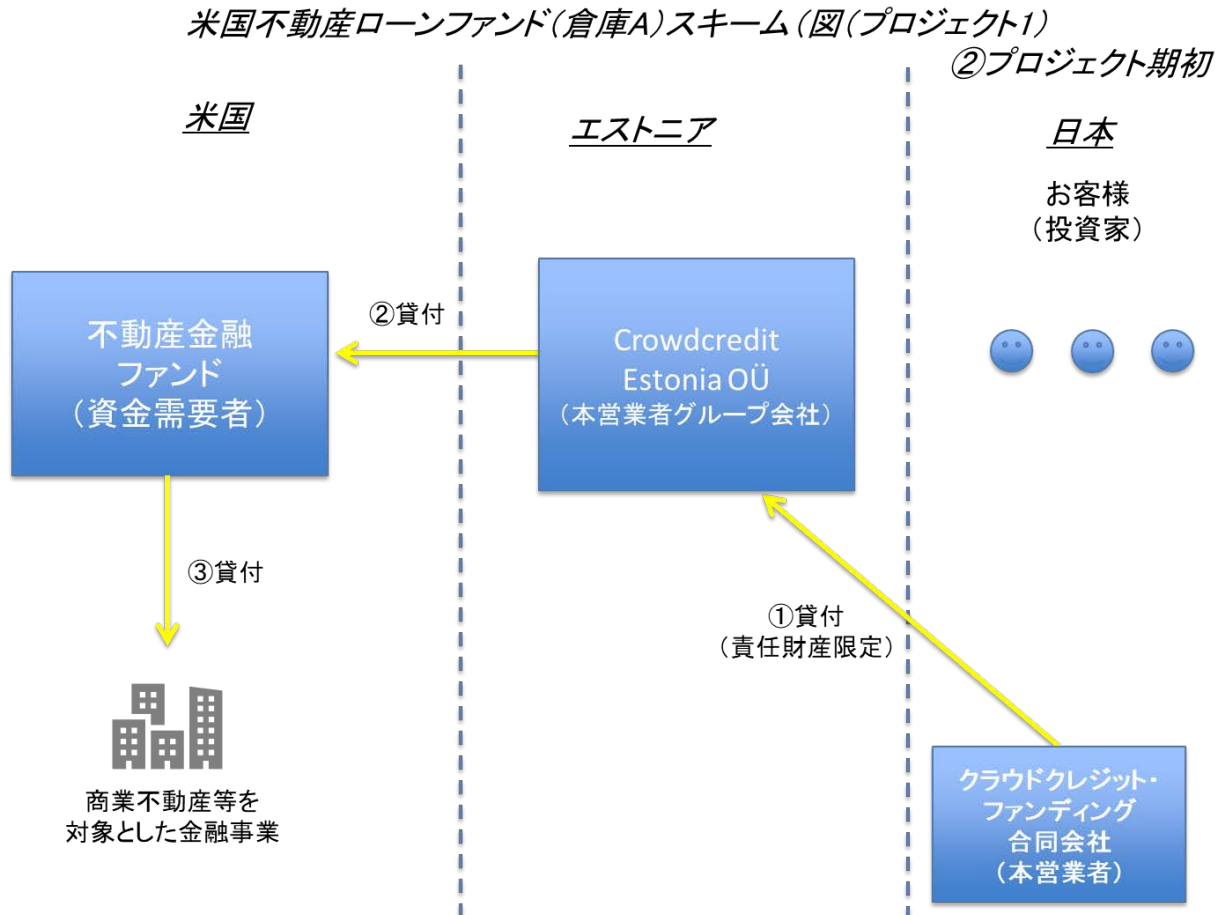 米国不動産ローンファンド(倉庫A)スキーム(図(プロジェクト1)
②プロジェクト期初
米国
エストニア
日本
お客様
(投資家)
不動産金融
ファンド
(資金需要者)
②貸付
Crowdcredit
Estonia OÜ
(本営業者グループ会社)
③貸付
①貸付
(責任財産限定)
商業不動産等を
対象とした金融事業
クラウドクレジット・
ファンディング
合同会社
(本営業者)